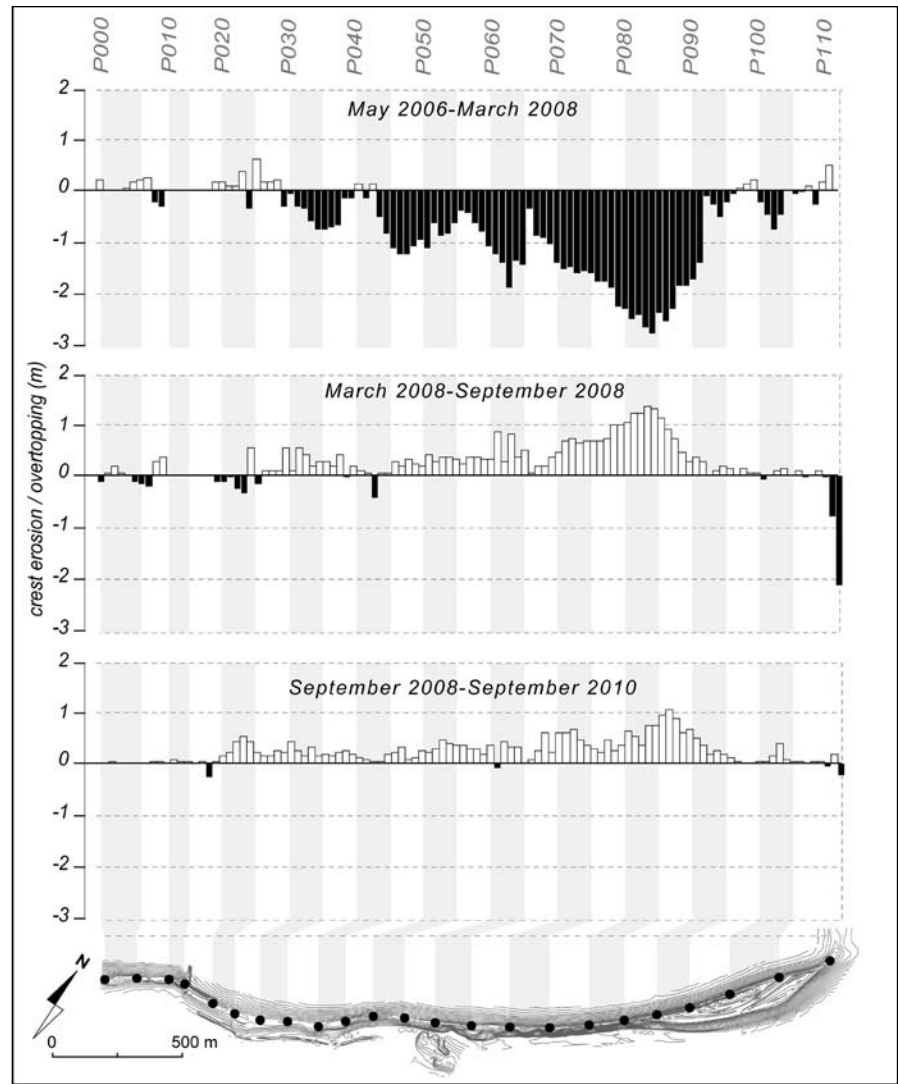 P000 P010 P020 P030 P040 P050 P060 P070 P080 P090 P100 P110
2
May 2006-March 2008
1
0
-1
-2
-3
crest erosion / overtopping (m)
2
March 2008-September 2008
1
0
-1
-2
-3
2
September 2008-September 2010
1
0
-1
-2
-3
N
0 500 m